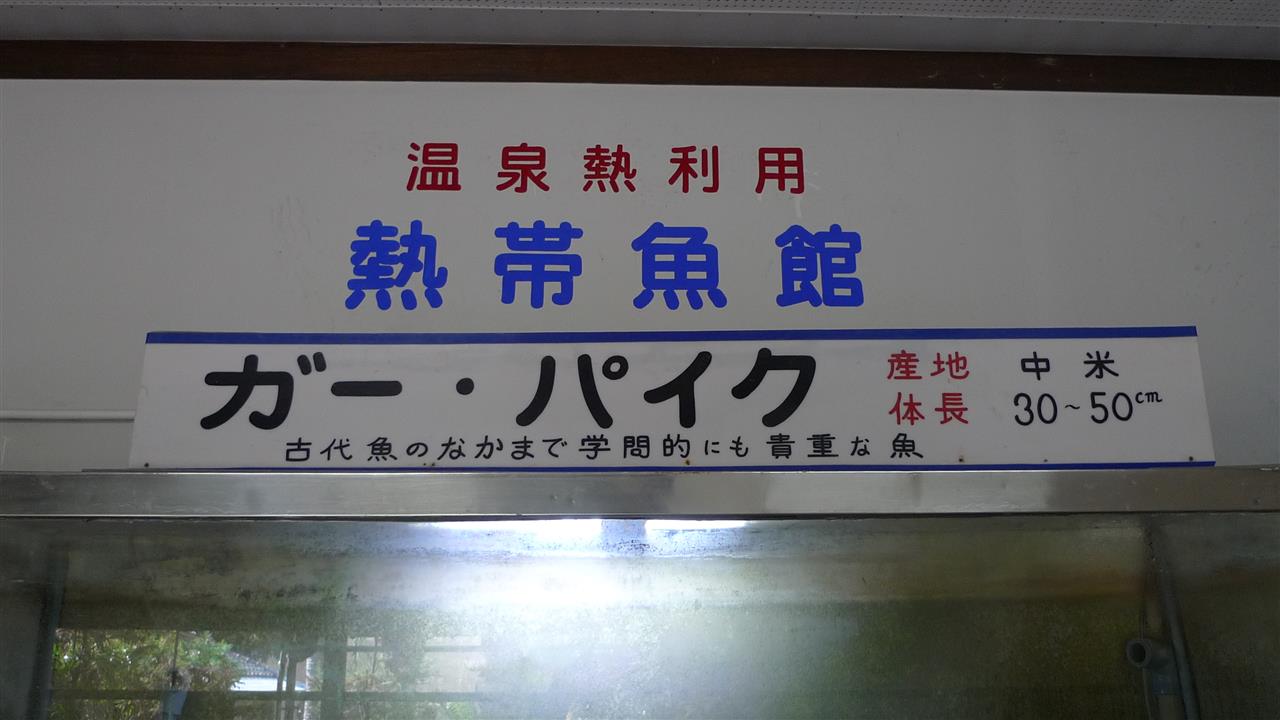 温泉熱利用
熱帯魚館
ガー・パイク
産地 中米
体長 30~50cm
古代魚のなかまで学問的にも貴重な魚